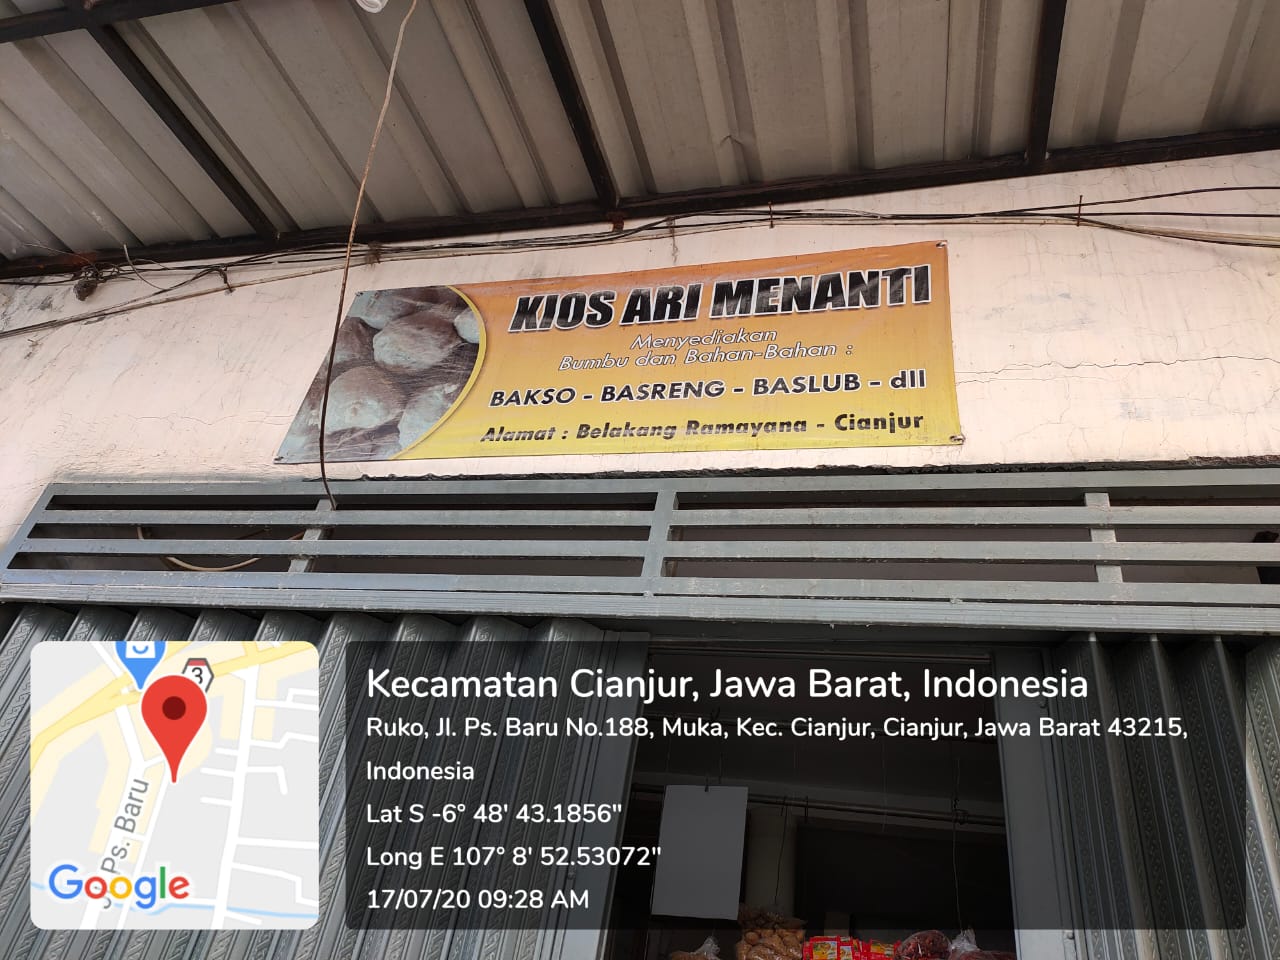 KIOS ARI MENANTI
Menyediakan
Bumbu dan Bahan-Bahan :
BAKSO - BASRENG - BASLUB - dll
Alamat : Belakang Ramayana - Cianjur
3
Ps. Baru
Google
Kecamatan Cianjur, Jawa Barat, Indonesia
Ruko, Jl. Ps. Baru No.188, Muka, Kec. Cianjur, Cianjur, Jawa Barat 43215,
Indonesia
Lat S -6° 48' 43.1856"
Long E 107° 8' 52.53072"
17/07/20 09:28 AM